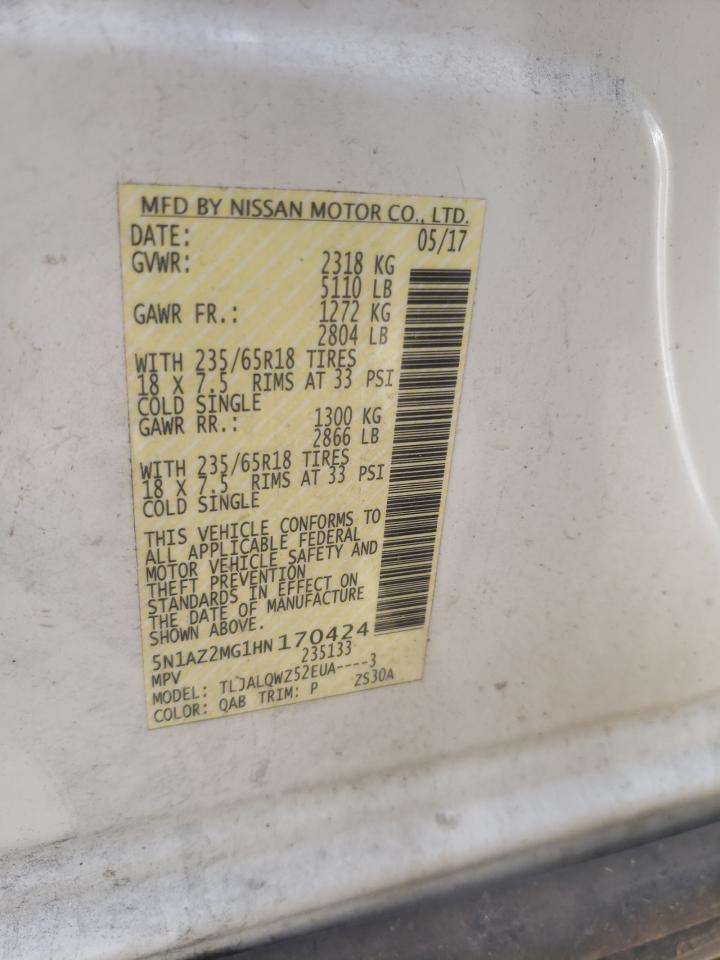 MFD BY NISSAN MOTOR CO., LTD.
DATE: 05/17
GVWR: 2318 KG
5110 LB
GAWR FR.: 1272 KG
2804 LB
WITH 235/65R18 TIRES
18 X 7.5 RIMS AT 33 PSI
COLD SINGLE
GAWR RR.: 1300 KG
2866 LB
WITH 235/65R18 TIRES
18 X 7.5 RIMS AT 33 PSI
COLD SINGLE
THIS VEHICLE CONFORMS TO
ALL APPLICABLE FEDERAL
MOTOR VEHICLE SAFETY AND
THEFT PREVENTION
STANDARDS IN EFFECT ON
THE DATE OF MANUFACTURE
SHOWN ABOVE.
5N1AZ2MG1HN170424
MPV 235133
MODEL: TLJALQWZ52EUA----3
COLOR: QAB TRIM: P ZS30A